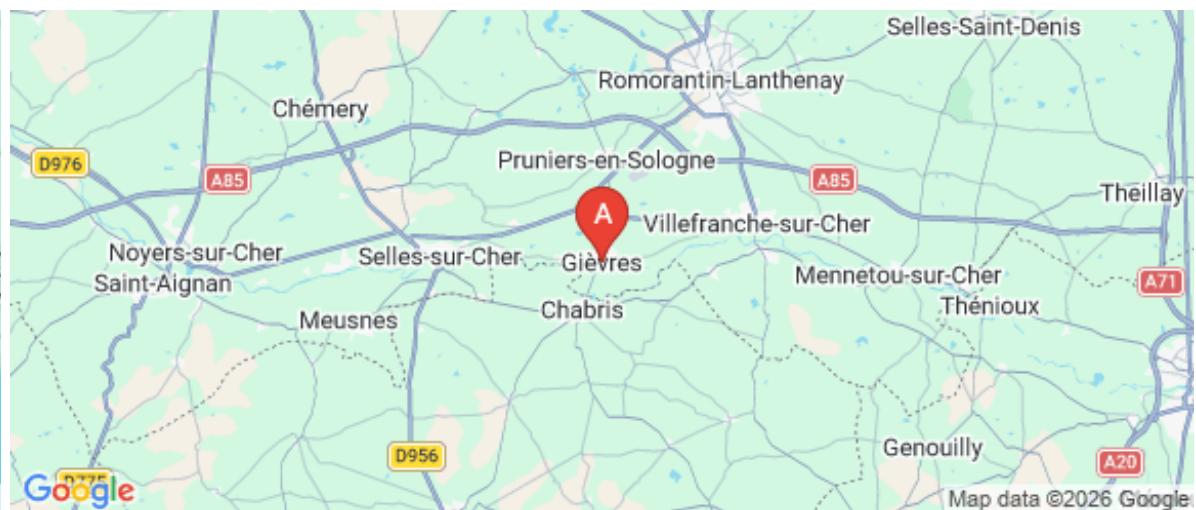 Selles-Saint-Denis
Romorantin-Lanthenay
Chémery
D976
Pruniers-en-Sologne
A85
A85
Theillay
A
Villefranche-sur-Cher
Noyers-sur-Cher
Selles-sur-Cher
Gièvres
Mennetou-sur-Cher
Saint-Aignan
A71
Chabris
Thénioux
Meusnes
Genouilly
D956
A20
D775
Google
Map data ©2026 Google